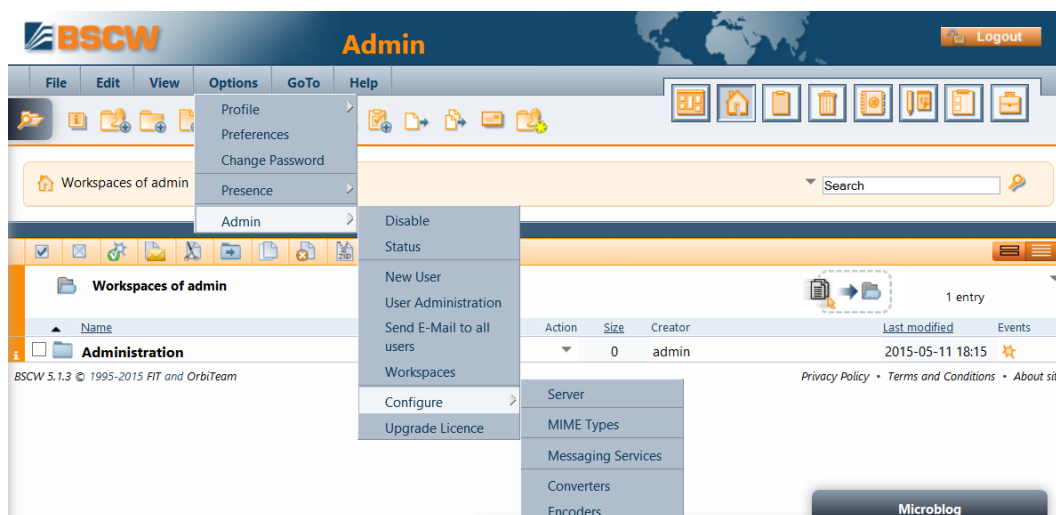 BSCW
Admin
Logout
File Edit View Options GoTo Help
Profile
Preferences
Change Password
Presence
Admin
Workspaces of admin
Search
Disable
Status
New User
User Administration
Send E-Mail to all
users
Workspaces
Configure
Upgrade Licence
Server
MIME Types
Messaging Services
Converters
Encoders
ZIP
Workspaces of admin
1 entry
Name Action Size Creator Last modified Events
Administration 0 admin 2015-05-11 18:15
BSCW 5.1.3 © 1995-2015 FIT and OrbiTeam
Privacy Policy • Terms and Conditions • About
Microblog